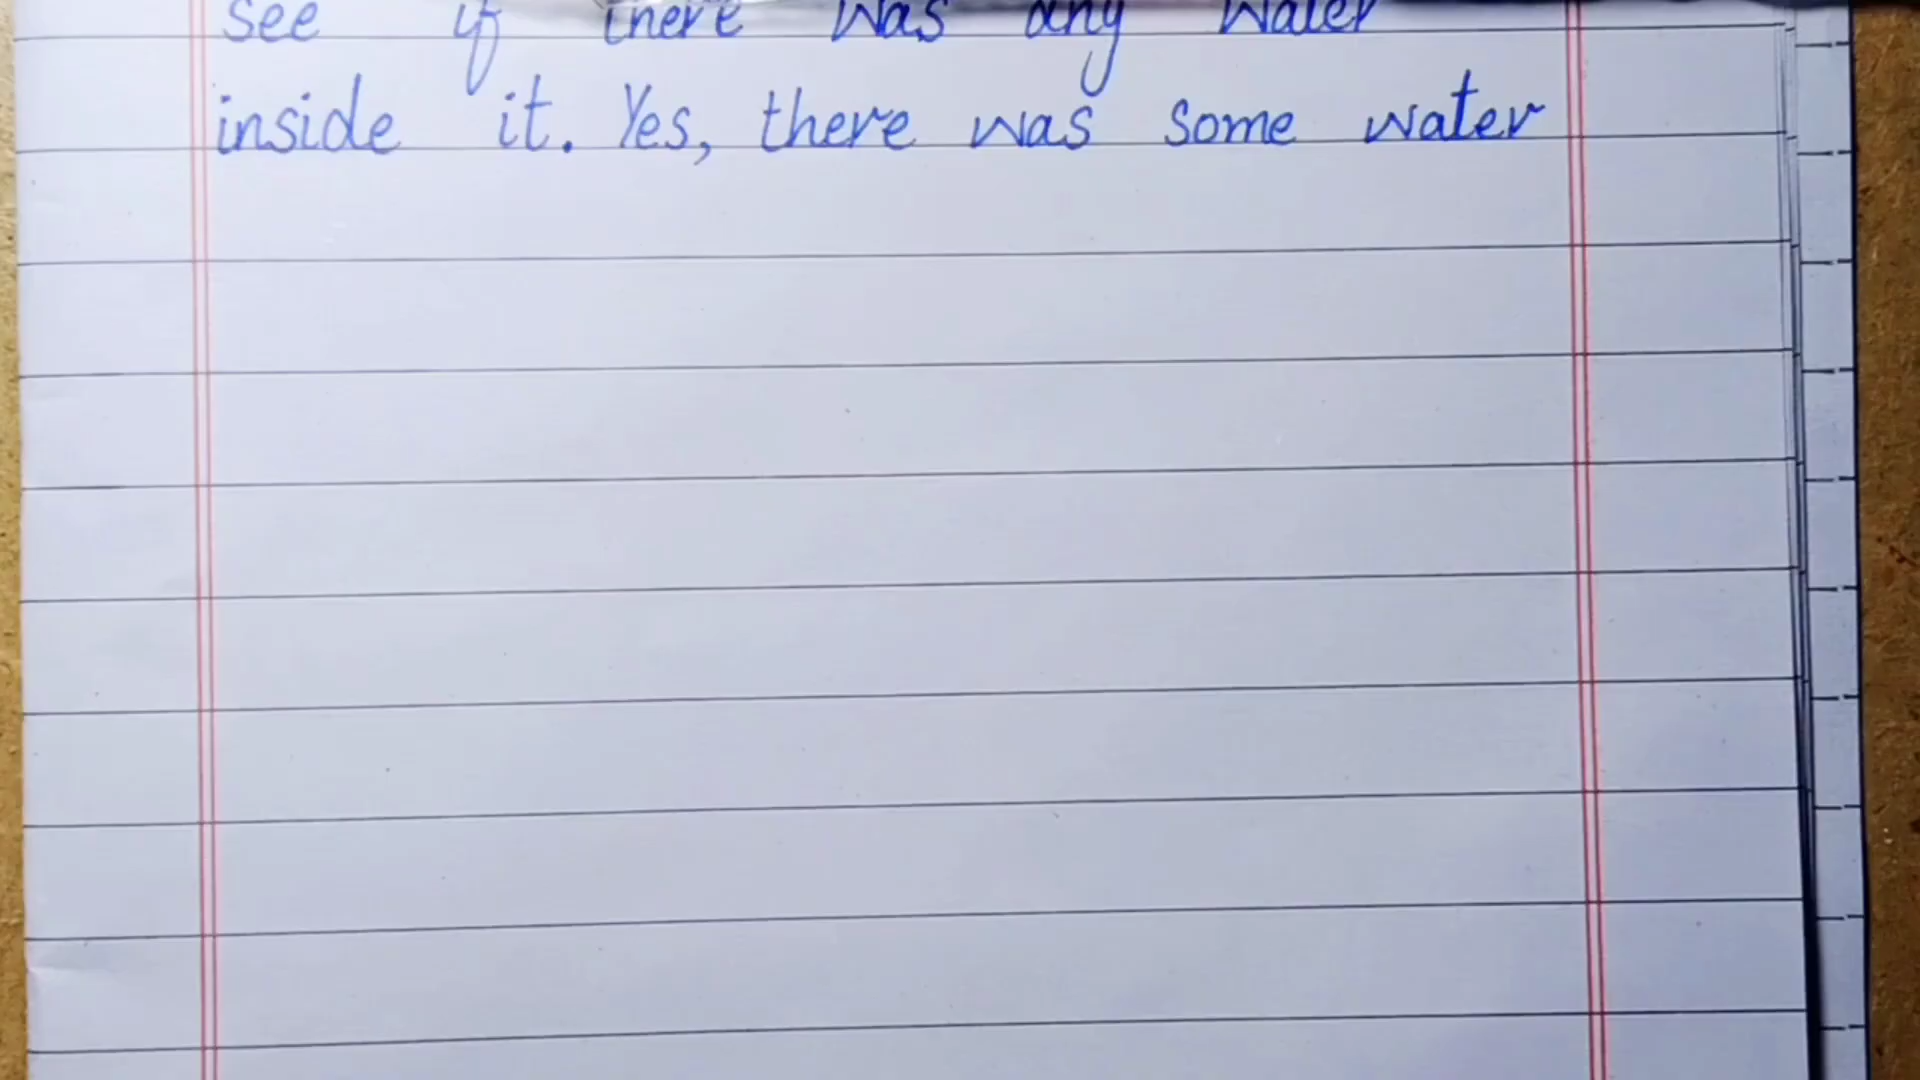 see if there was any water
inside it. Yes, there was some water